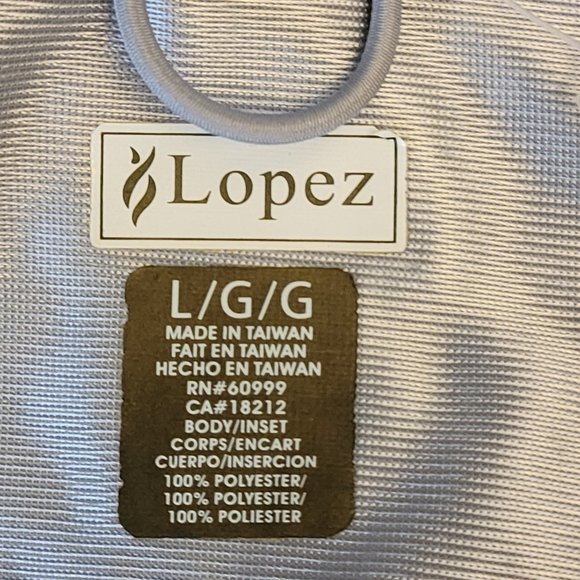 Lopez
L/G/G
MADE IN TAIWAN
FAIT EN TAIWAN
HECHO EN TAIWAN
RN#60999
CA#18212
BODY/INSET
CORPS/ENCART
CUERPO/INSERCION
100% POLYESTER/
100% POLYESTER/
100% POLIESTER